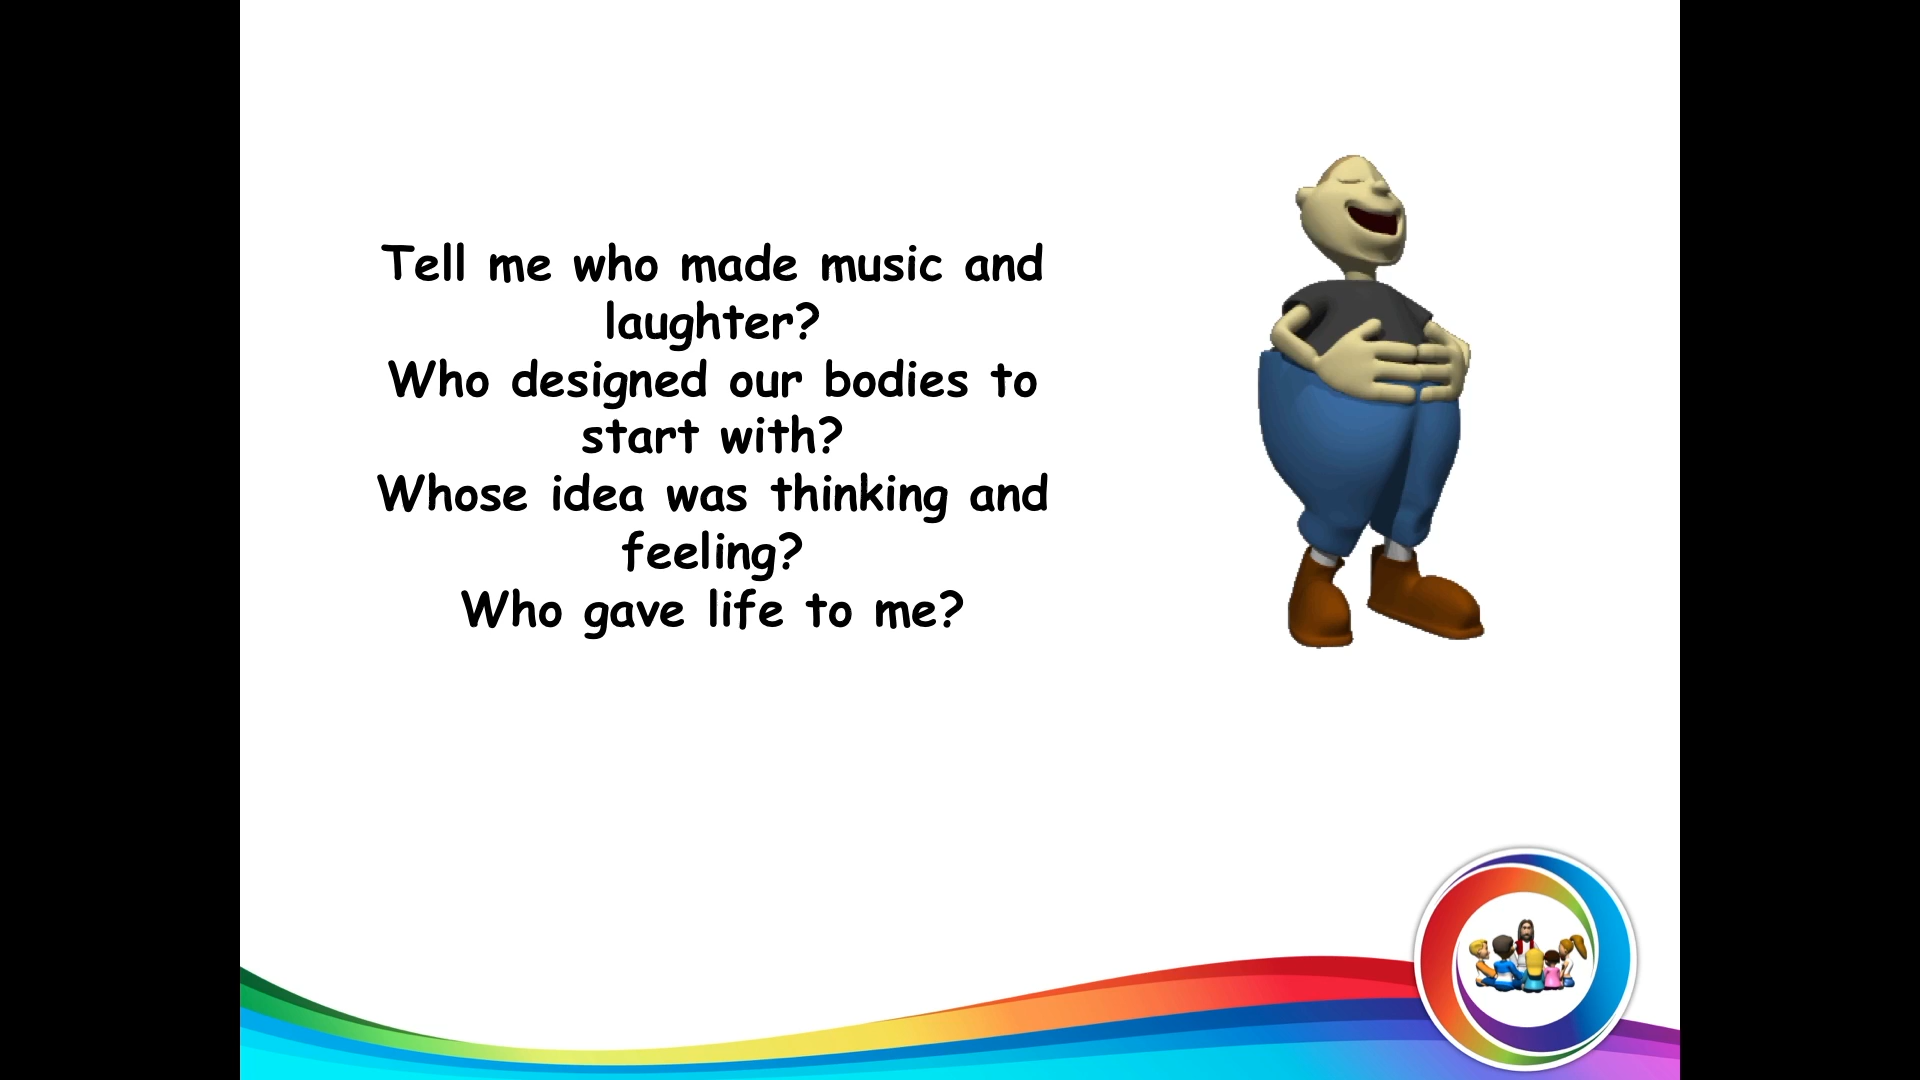 Tell me who made music and
laughter?
Who designed our bodies to
start with?
Whose idea was thinking and
feeling?
Who gave life to me?